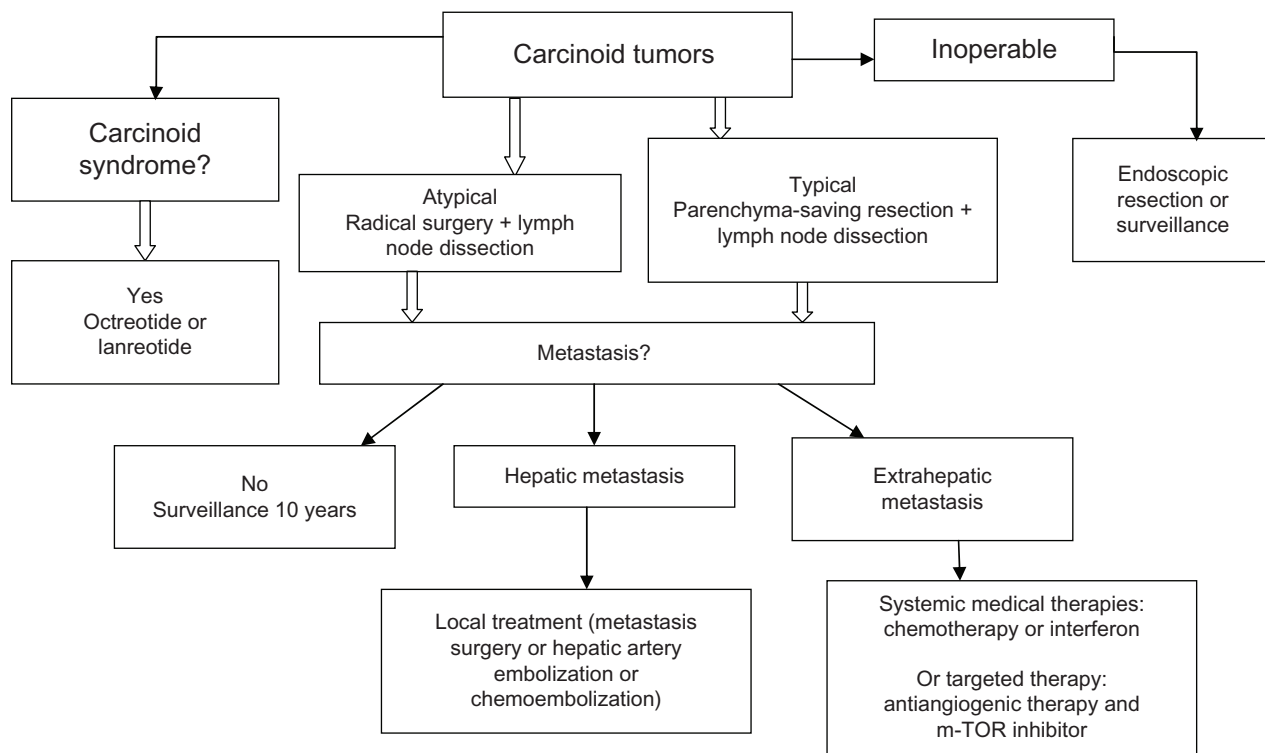 Carcinoid tumors
Inoperable
Carcinoid
syndrome?
Atypical
Radical surgery + lymph
node dissection
Typical
Parenchyma-saving resection +
lymph node dissection
Endoscopic
resection or
surveillance
Yes
Octreotide or
lanreotide
Metastasis?
No
Surveillance 10 years
Hepatic metastasis
Extrahepatic
metastasis
Local treatment (metastasis
surgery or hepatic artery
embolization or
chemoembolization)
Systemic medical therapies:
chemotherapy or interferon
Or targeted therapy:
antiangiogenic therapy and
m-TOR inhibitor